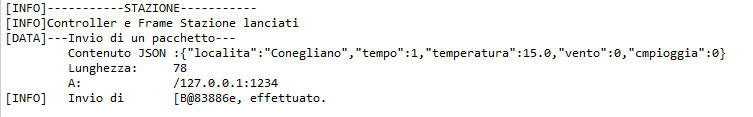 [INFO]-----------STAZIONE-----------
[INFO]Controller e Frame Stazione lanciati
[DATA]---Invio di un pacchetto---
Contenuto JSON :{"localita":"Conegliano","tempo":1,"temperatura":15.0,"vento":0,"cmpioggia":0}
Lunghezza: 78
A: /127.0.0.1:1234
[INFO] Invio di [B@83886e, effettuato.